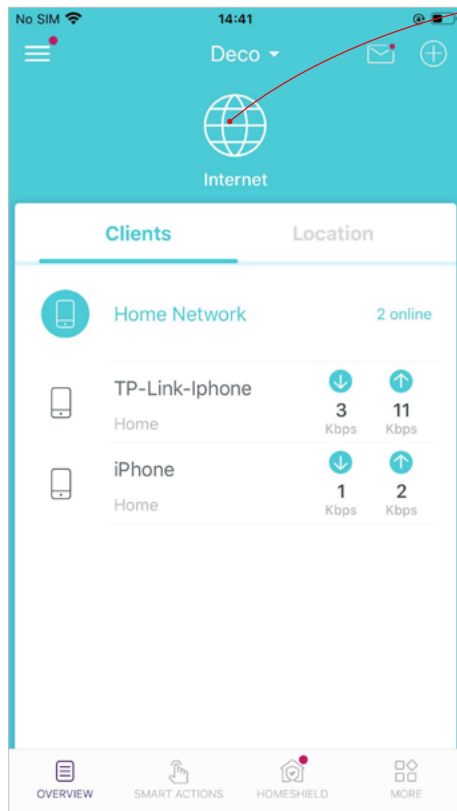 No SIM 14:41
Deco
Internet
Clients Location
Home Network 2 online
TP-Link-Iphone
3 11
Home Kbps Kbps
iPhone
1 2
Home Kbps Kbps
OVERVIEW SMART ACTIONS HOMESHIELD MORE